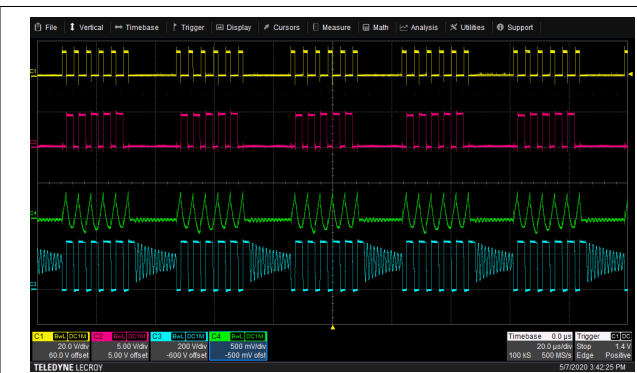 File Vertical Timebase Trigger Display Cursors Measure Math Analysis Utilities Support
C1
C2
C4
C3
C1 BwL DC1M C2 BwL DC1M C3 BwL DC1M C4 BwL DC1M Timebase 0.0 µs Trigger C1 DC
20.0 V/div 5.00 V/div 200 V/div 500 mV/div 20.0 µs/div Stop 1.4 V
60.0 V offset 5.00 V offset -600 V offset -500 mV ofst 100 kS 500 MS/s Edge Positive
TELEDYNE LECROY 5/7/2020 3:42:25 PM